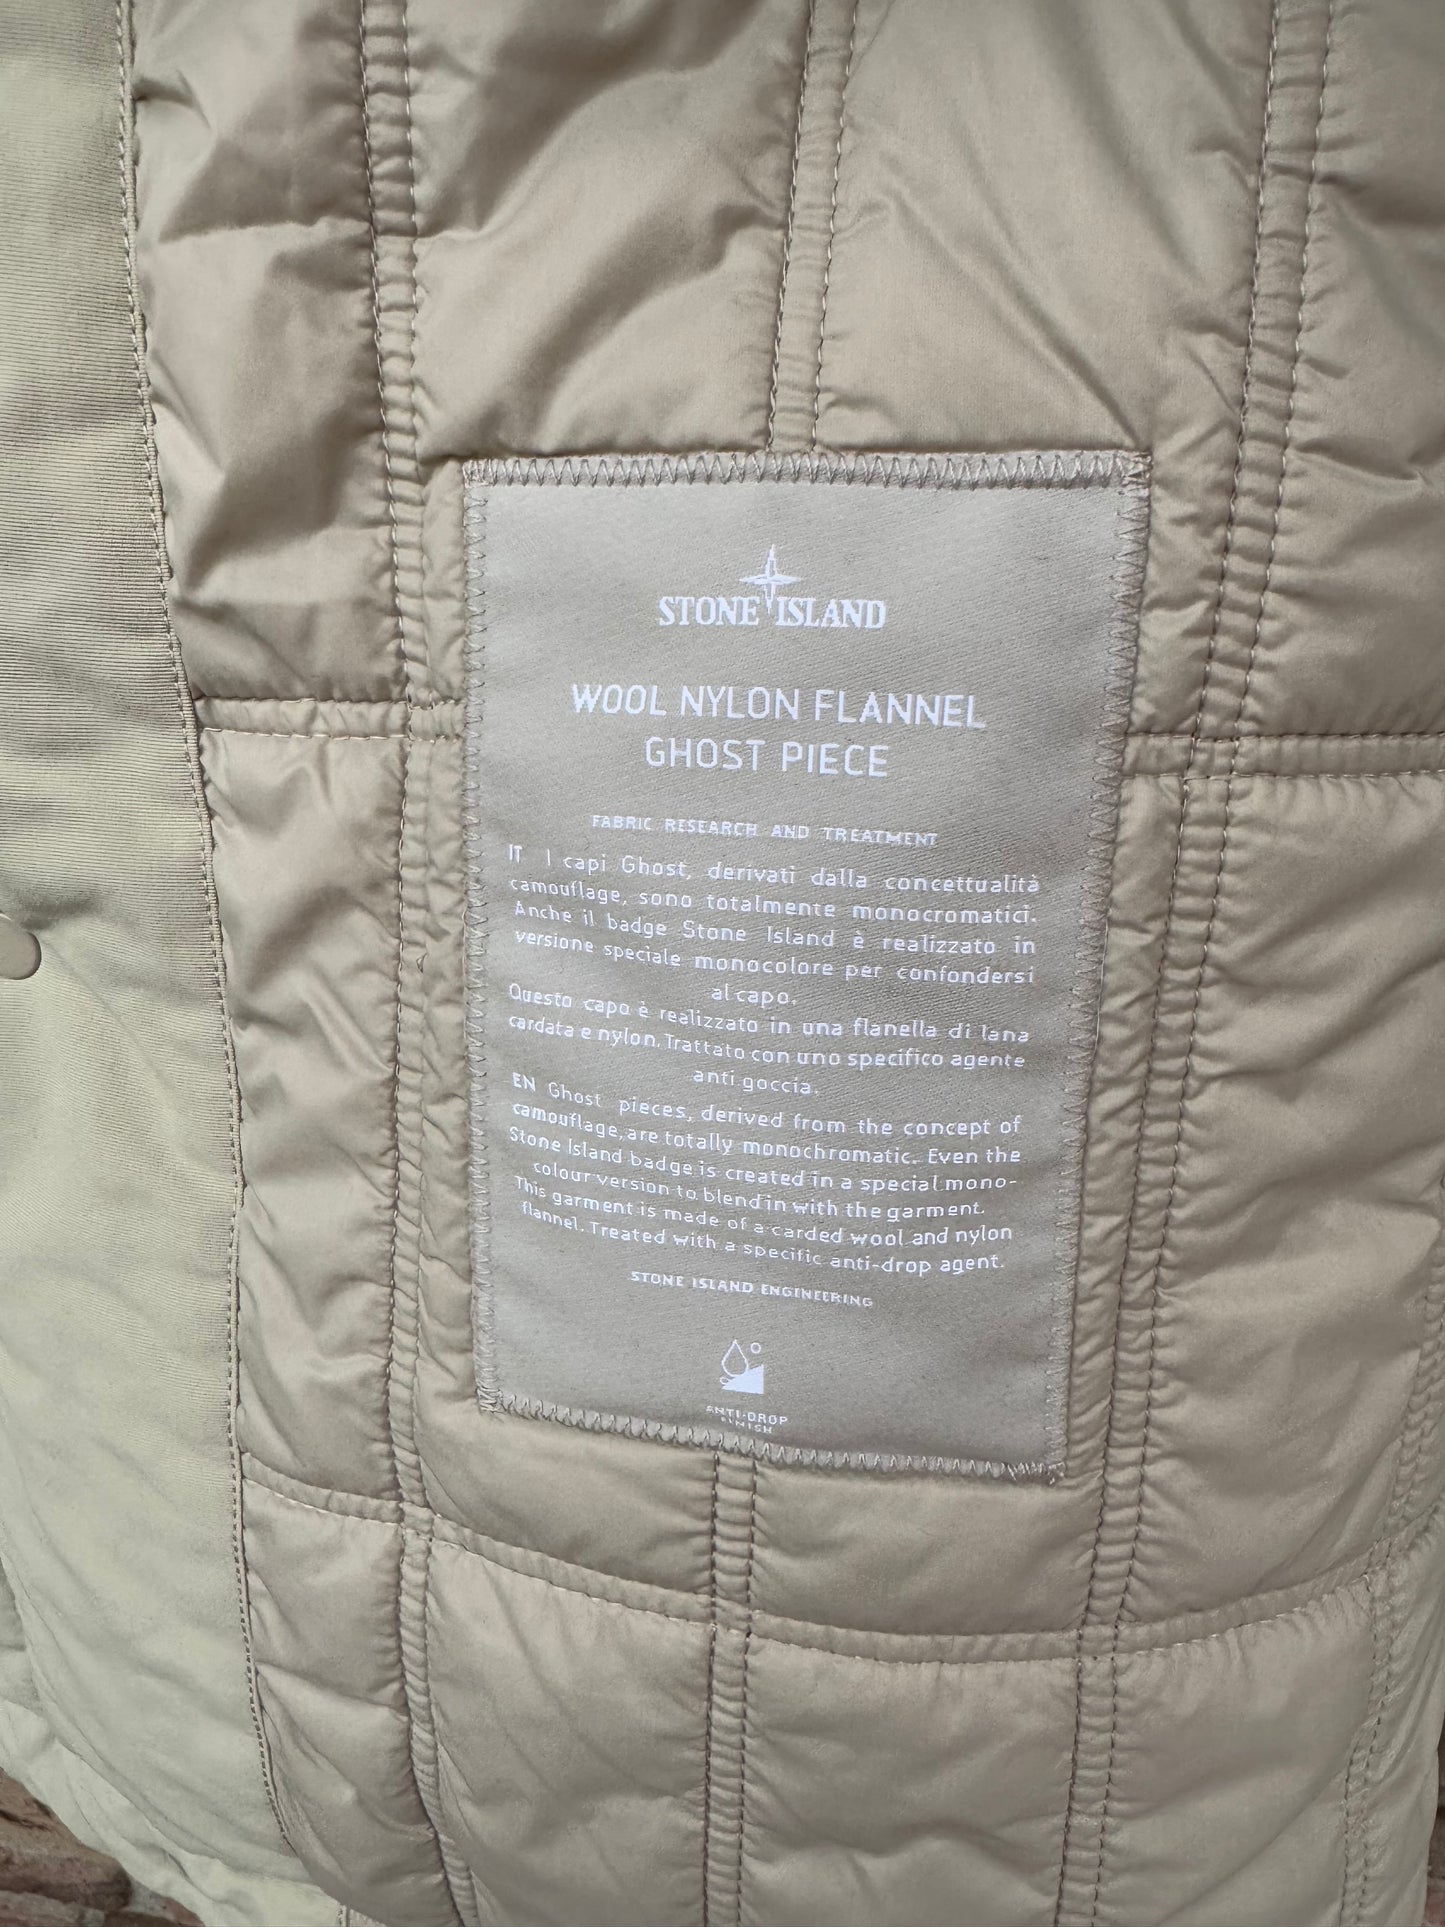 STONE ISLAND
WOOL NYLON FLANNEL
GHOST PIECE
FABRIC RESEARCH AND TREATMENT
IT I capi Ghost, derivati dalla concettualità
camouflage, sono totalmente monocromatici.
Anche il badge Stone Island è realizzato in
versione speciale monocolore per confondersi
al capo.
Questo capo è realizzato in una flanella di lana
cardata e nylon. Trattato con uno specifico agente
anti goccia.
EN Ghost pieces, derived from the concept of
camouflage, are totally monochromatic. Even the
Stone Island badge is created in a special mono-
colour version to blend in with the garment.
This garment is made of a carded wool and nylon
flannel. Treated with a specific anti-drop agent.
STONE ISLAND ENGINEERING
ANTI-DROP
FINISH